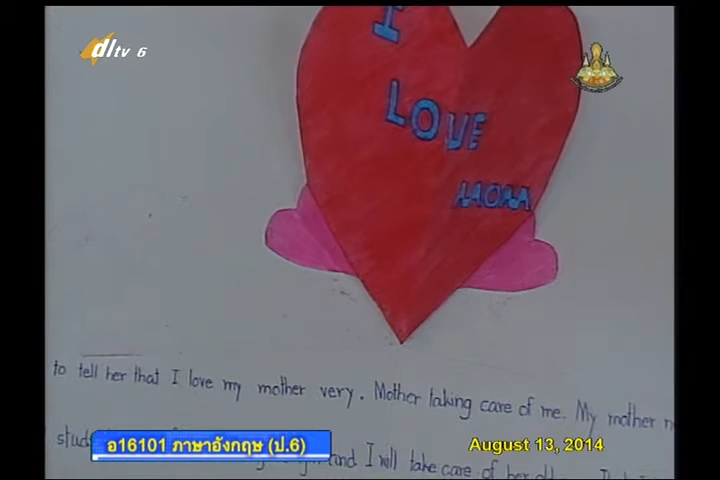 dltv 6
I
LOVE
MOM
to tell her that I love my mother very. Mother taking care of me. My mother
and I will take care of her
อ16101 ภาษาอังกฤษ (ป.6)
August 13, 2014